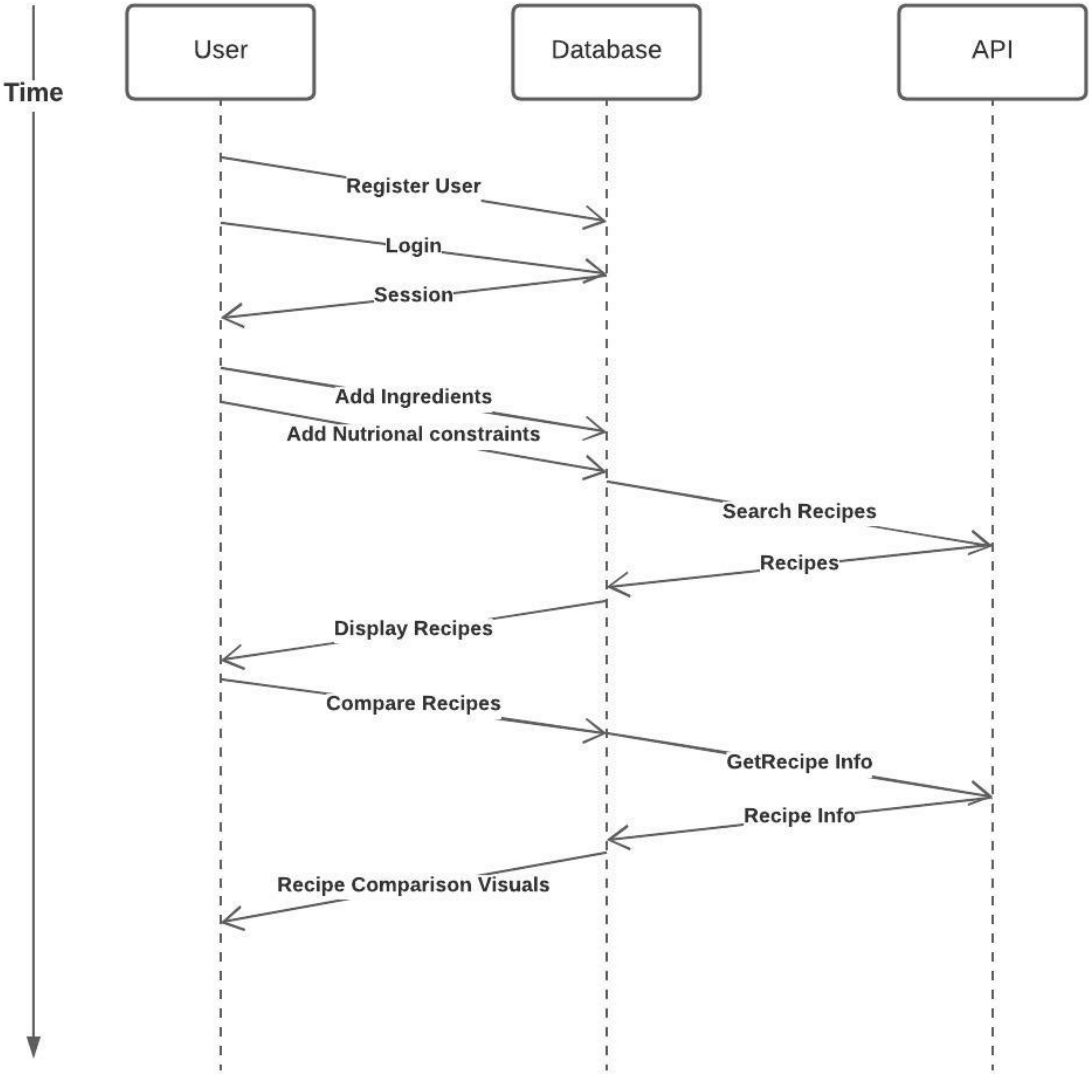 User
Database
API
Time
Register User
Login
Session
Add Ingredients
Add Nutrional constraints
Search Recipes
Recipes
Display Recipes
Compare Recipes
GetRecipe Info
Recipe Info
Recipe Comparison Visuals